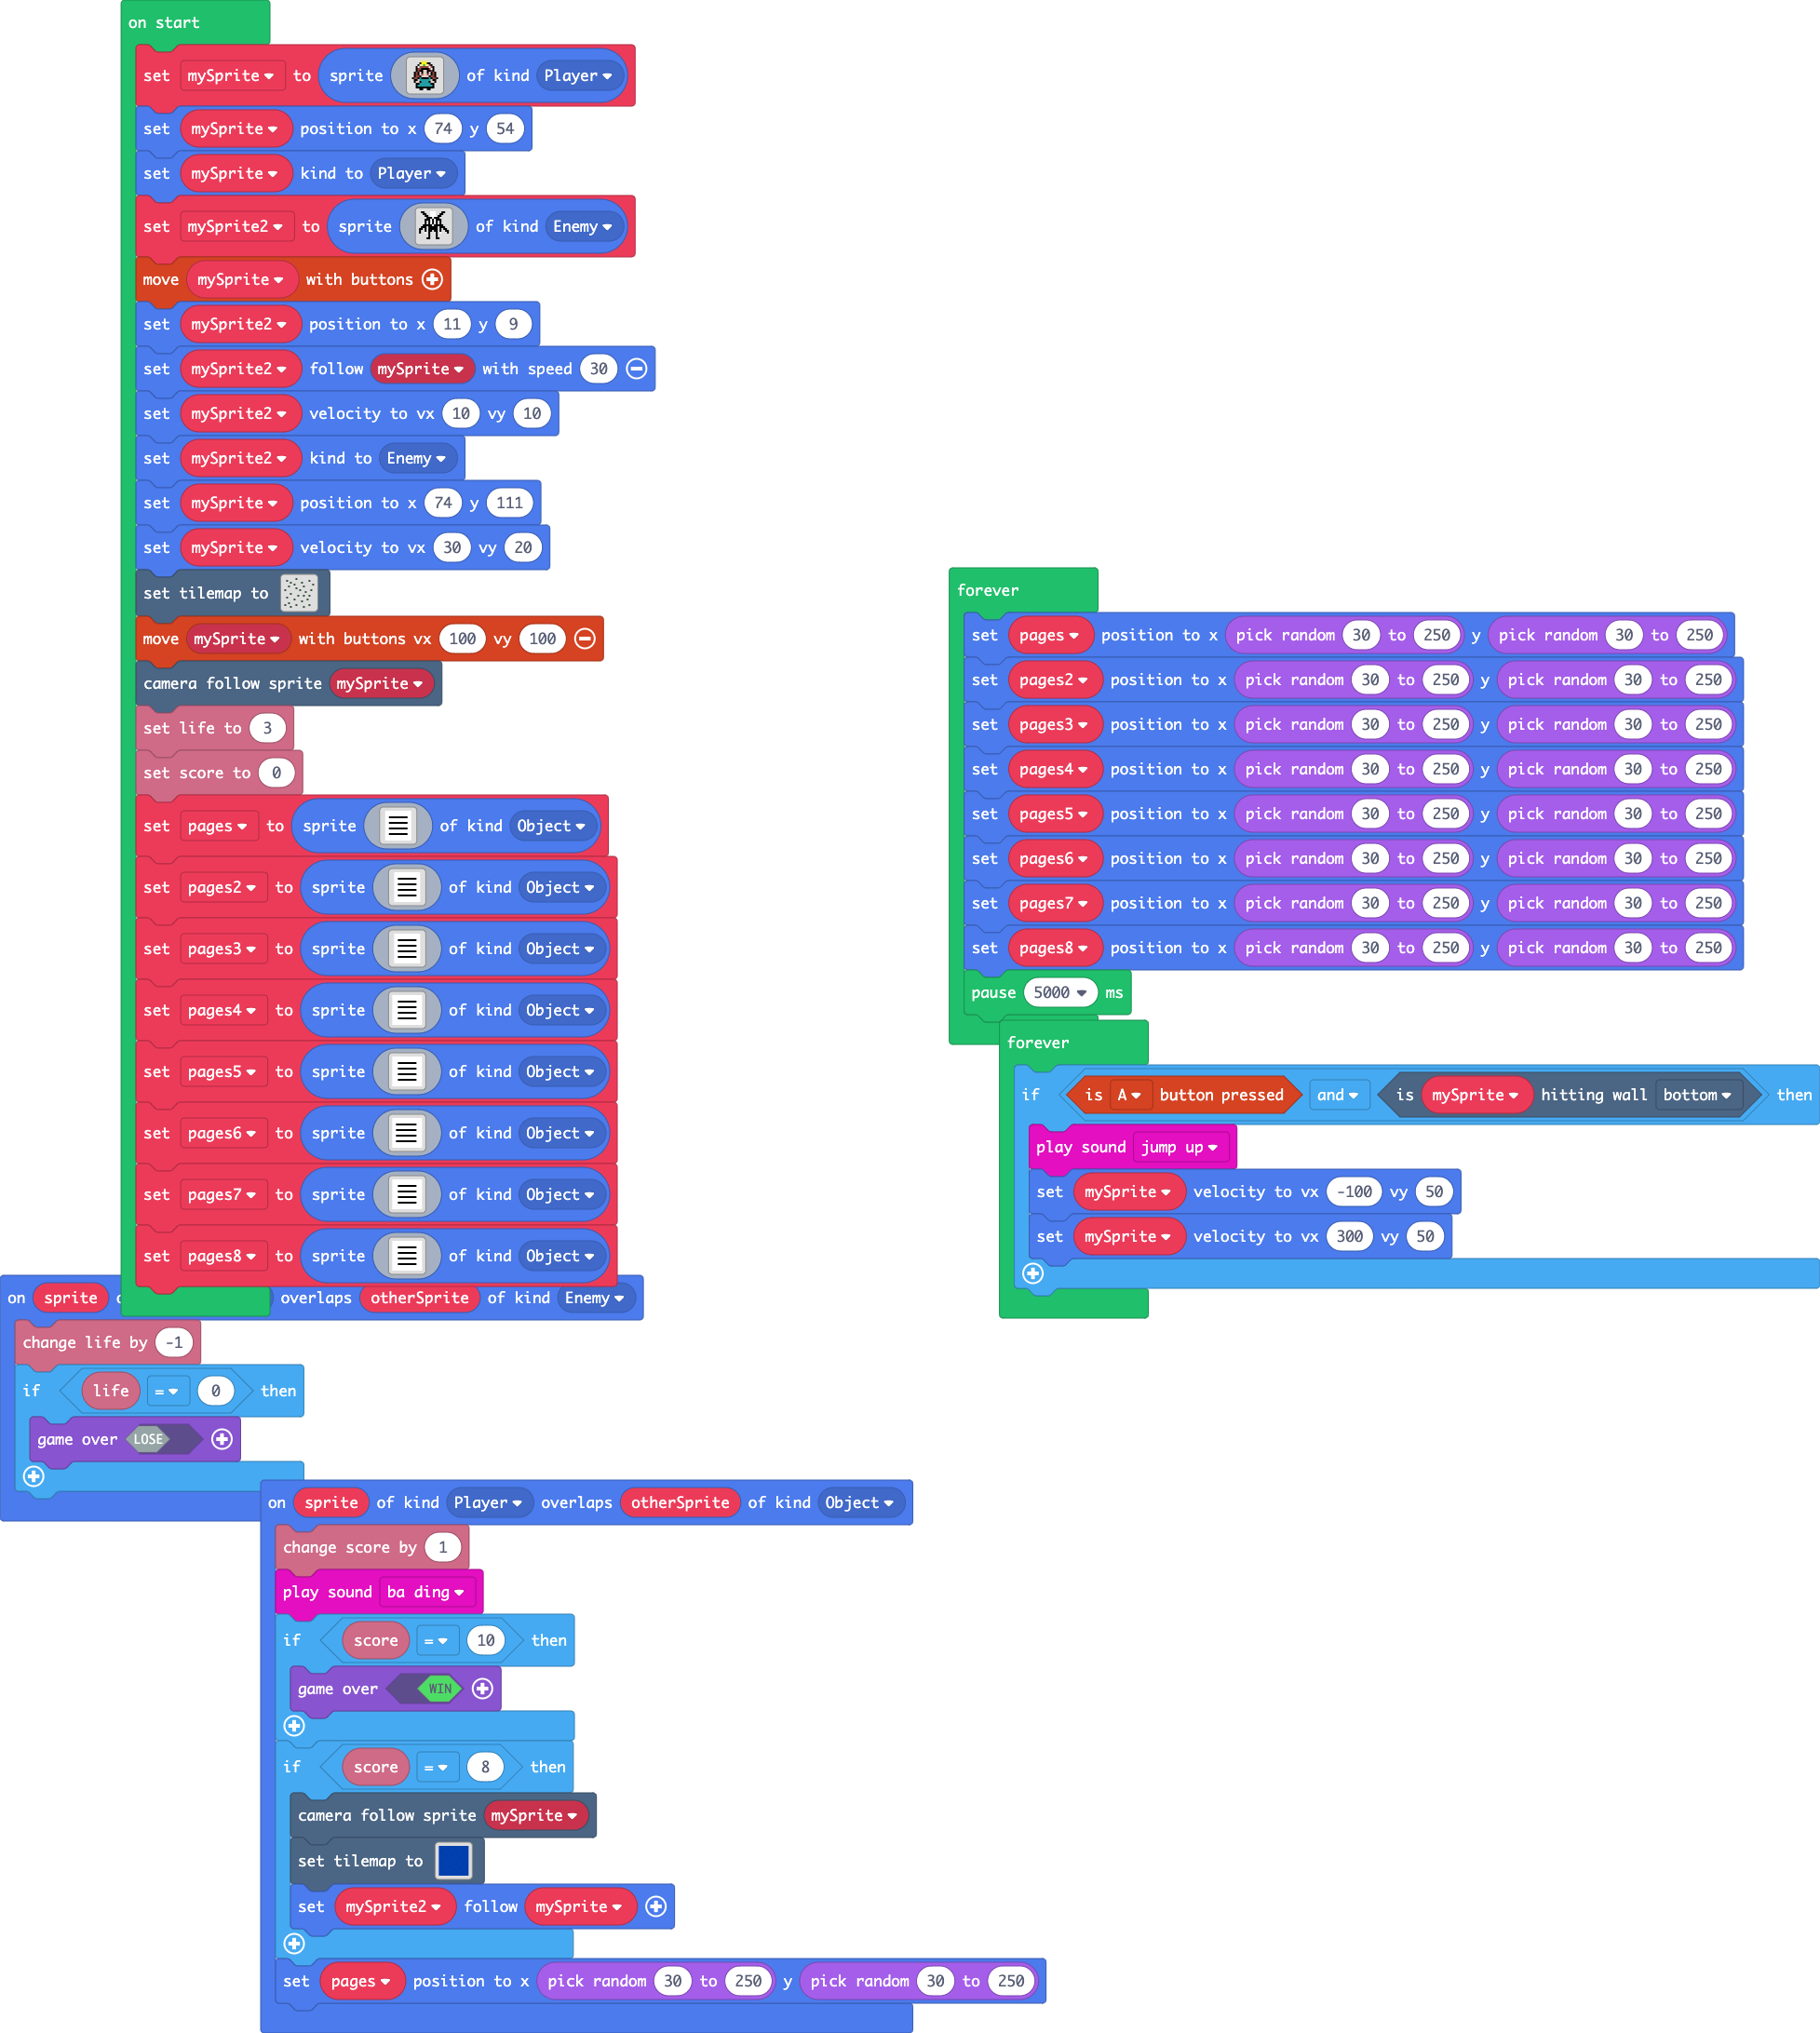 on start
set mySprite to sprite of kind Player
set mySprite position to x 74 y 54
set mySprite kind to Player
set mySprite2 to sprite of kind Enemy
move mySprite with buttons
set mySprite2 position to x 11 y 9
set mySprite2 follow mySprite with speed 30
set mySprite2 velocity to vx 10 vy 10
set mySprite2 kind to Enemy
set mySprite position to x 74 y 111
set mySprite velocity to vx 30 vy 20
set tilemap to
move mySprite with buttons vx 100 vy 100
camera follow sprite mySprite
set life to 3
set score to 0
set pages to sprite of kind Object
set pages2 to sprite of kind Object
set pages3 to sprite of kind Object
set pages4 to sprite of kind Object
set pages5 to sprite of kind Object
set pages6 to sprite of kind Object
set pages7 to sprite of kind Object
set pages8 to sprite of kind Object
on sprite overlaps otherSprite of kind Enemy
change life by -1
if life = 0 then
game over LOSE
on sprite of kind Player overlaps otherSprite of kind Object
change score by 1
play sound ba ding
if score = 10 then
game over WIN
if score = 8 then
camera follow sprite mySprite
set tilemap to
set mySprite2 follow mySprite
set pages position to x pick random 30 to 250 y pick random 30 to 250
forever
set pages position to x pick random 30 to 250 y pick random 30 to 250
set pages2 position to x pick random 30 to 250 y pick random 30 to 250
set pages3 position to x pick random 30 to 250 y pick random 30 to 250
set pages4 position to x pick random 30 to 250 y pick random 30 to 250
set pages5 position to x pick random 30 to 250 y pick random 30 to 250
set pages6 position to x pick random 30 to 250 y pick random 30 to 250
set pages7 position to x pick random 30 to 250 y pick random 30 to 250
set pages8 position to x pick random 30 to 250 y pick random 30 to 250
pause 5000 ms
forever
if is A button pressed and is mySprite hitting wall bottom then
play sound jump up
set mySprite velocity to vx -100 vy 50
set mySprite velocity to vx 300 vy 50